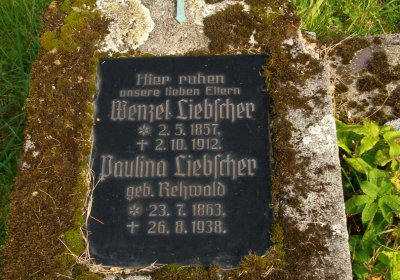 Hier ruhen
unsere lieben Eltern
Wenzel Liebscher
* 2. 5. 1857.
† 2. 10. 1912.
Paulina Liebscher
geb. Rehwald
* 23. 7. 1863.
† 26. 8. 1938.